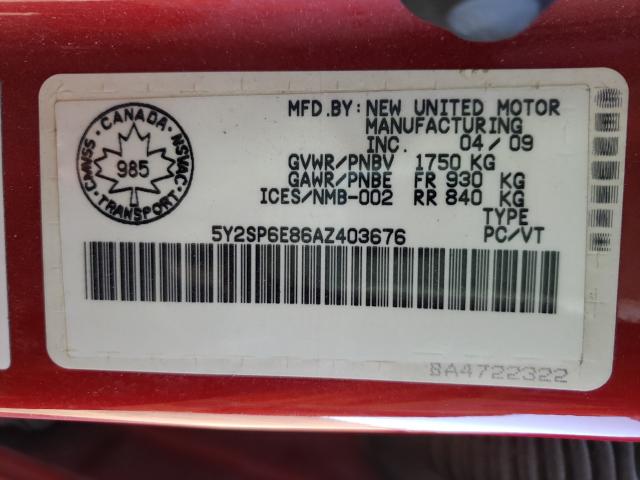 CANADA
CMVSS NSVAC
985
TRANSPORT
MFD.BY: NEW UNITED MOTOR
MANUFACTURING
INC. 04/09
GVWR/PNBV 1750 KG
GAWR/PNBE FR 930 KG
ICES/NMB-002 RR 840 KG
TYPE
5Y2SP6E86AZ403676 PC/VT
8A4722322